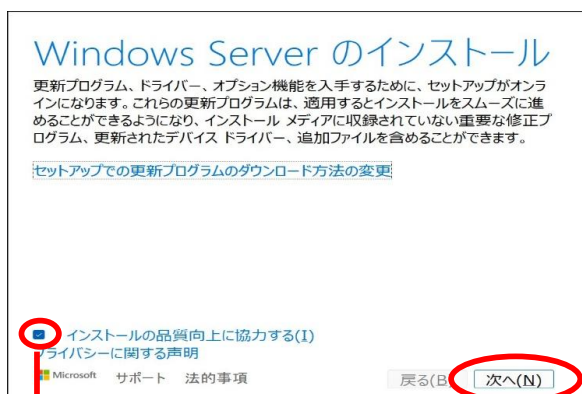 Windows Server のインストール
更新プログラム、ドライバー、オプション機能を入手するために、セットアップがオンラ
インになります。これらの更新プログラムは、適用するとインストールをスムーズに進
めることができるようになり、インストール メディアに収録されていない重要な修正プ
ログラム、更新されたデバイス ドライバー、追加ファイルを含めることができます。
セットアップでの更新プログラムのダウンロード方法の変更
インストールの品質向上に協力する(I)
プライバシーに関する声明
Microsoft サポート 法的事項 戻る(B) 次へ(N)